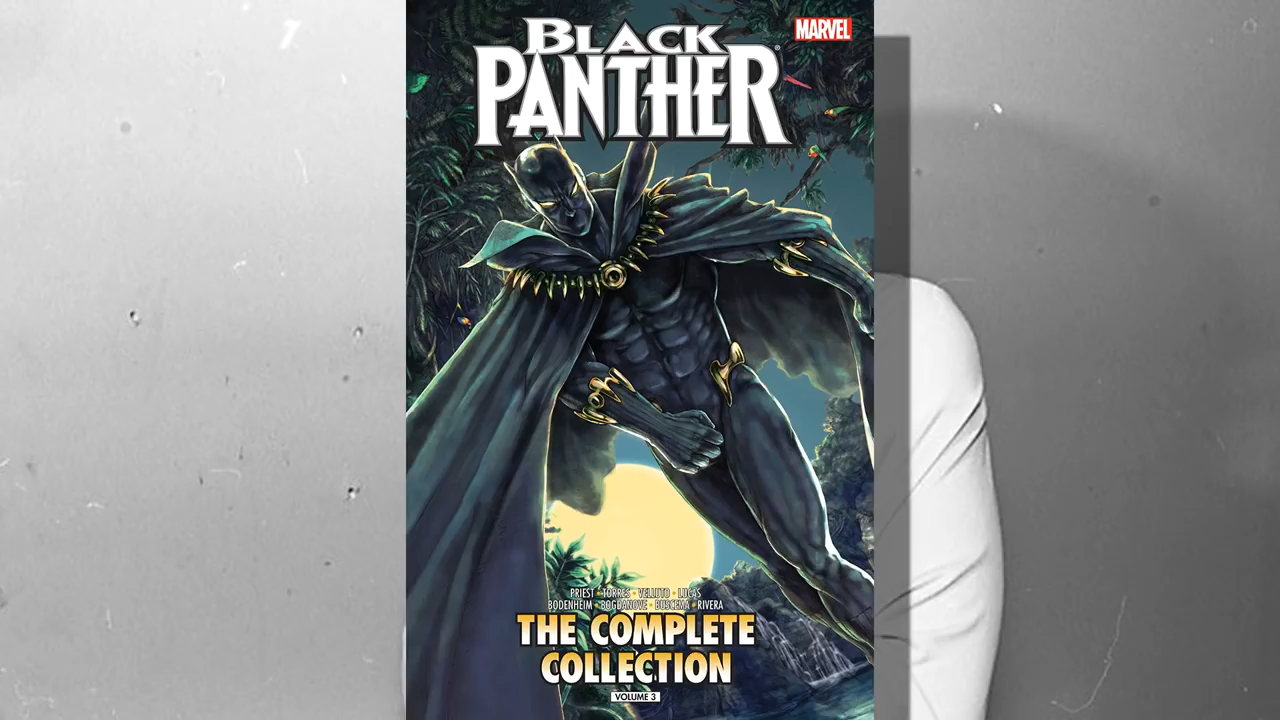 BLACK
PANTHER
MARVEL
PRIEST • TORRES • VELLUTO • LUCAS
BODENHEIM • BOGDANOVE • BUSCEMA • RIVERA
THE COMPLETE
COLLECTION
VOLUME 3